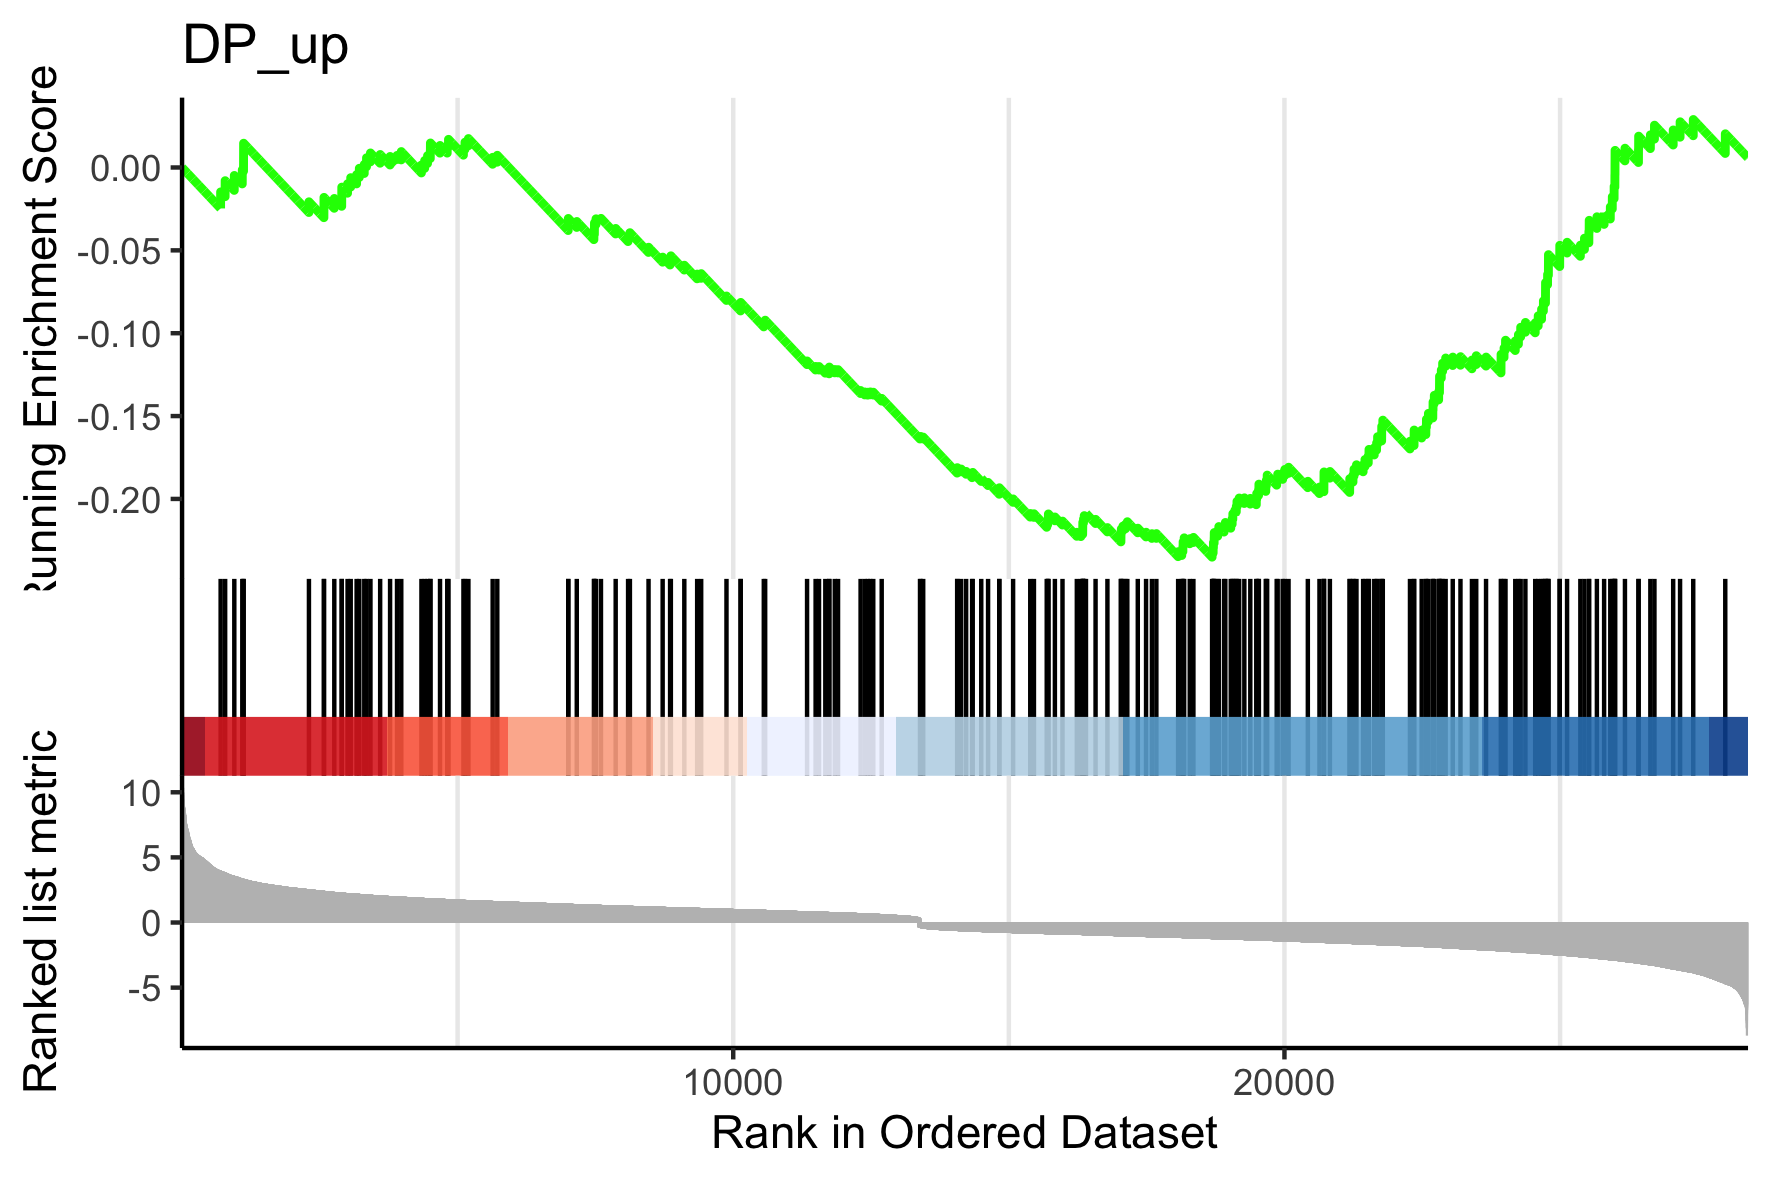 DP_up
Running Enrichment Score
0.00
-0.05
-0.10
-0.15
-0.20
Ranked list metric
10
5
0
-5
10000
20000
Rank in Ordered Dataset